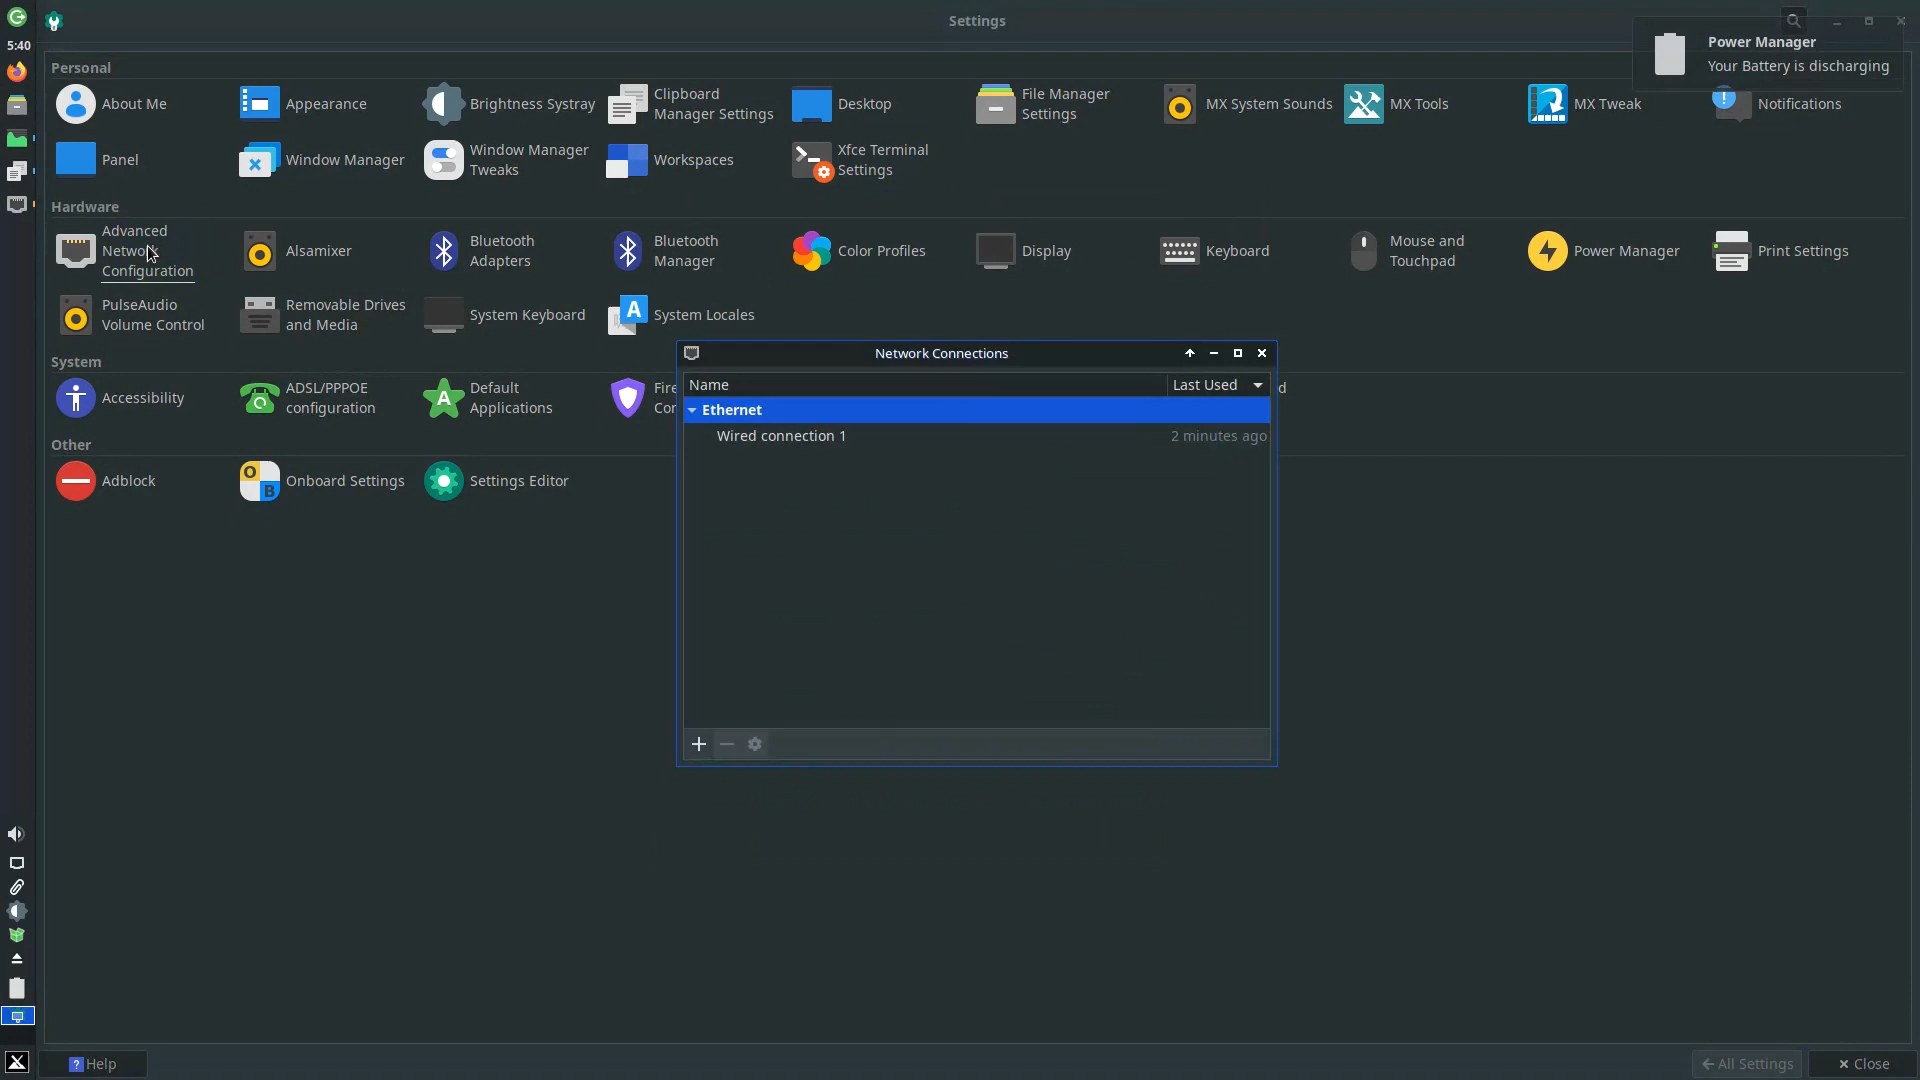 Settings
5:40
Power Manager
Your Battery is discharging
Personal
About Me
Appearance
Brightness Systray
Clipboard
Manager Settings
Desktop
File Manager
Settings
MX System Sounds
MX Tools
MX Tweak
Notifications
Panel
Window Manager
Window Manager
Tweaks
Workspaces
Xfce Terminal
Settings
Hardware
Advanced
Network
Configuration
Alsamixer
Bluetooth
Adapters
Bluetooth
Manager
Color Profiles
Display
Keyboard
Mouse and
Touchpad
Power Manager
Print Settings
PulseAudio
Volume Control
Removable Drives
and Media
System Keyboard
System Locales
System
Accessibility
ADSL/PPPOE
configuration
Default
Applications
Network Connections
Name
Last Used
Ethernet
Wired connection 1
2 minutes ago
Other
Adblock
Onboard Settings
Settings Editor
Help
All Settings
Close